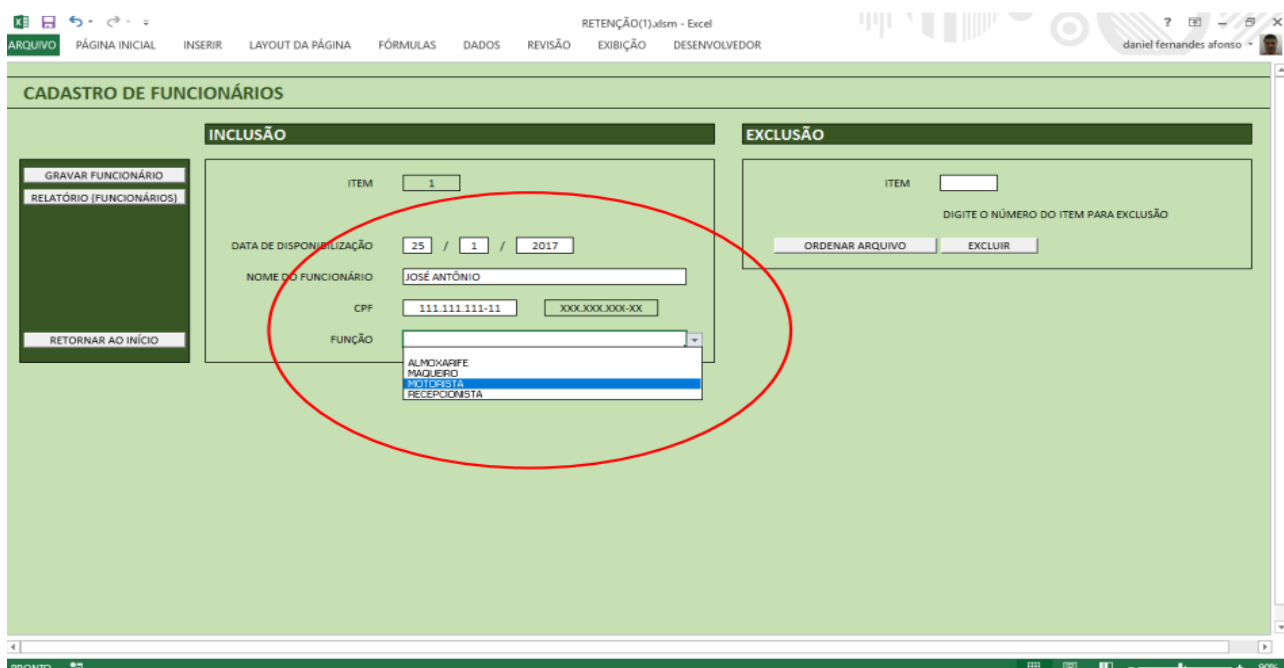 RETENÇÃO(1).xlsm - Excel
ARQUIVO PÁGINA INICIAL INSERIR LAYOUT DA PÁGINA FÓRMULAS DADOS REVISÃO EXIBIÇÃO DESENVOLVEDOR daniel fernandes afonso
CADASTRO DE FUNCIONÁRIOS
INCLUSÃO
GRAVAR FUNCIONÁRIO
RELATÓRIO (FUNCIONÁRIOS)
RETORNAR AO INÍCIO
ITEM 1
DATA DE DISPONIBILIZAÇÃO 25 / 1 / 2017
NOME DO FUNCIONÁRIO JOSÉ ANTÔNIO
CPF 111.111.111-11 XXX.XXX.XXX-XX
FUNÇÃO
ALMOXARIFE
MAQUEIRO
MOTORISTA
RECEPCIONISTA
EXCLUSÃO
ITEM
DIGITE O NÚMERO DO ITEM PARA EXCLUSÃO
ORDENAR ARQUIVO EXCLUIR
PRONTO 90%